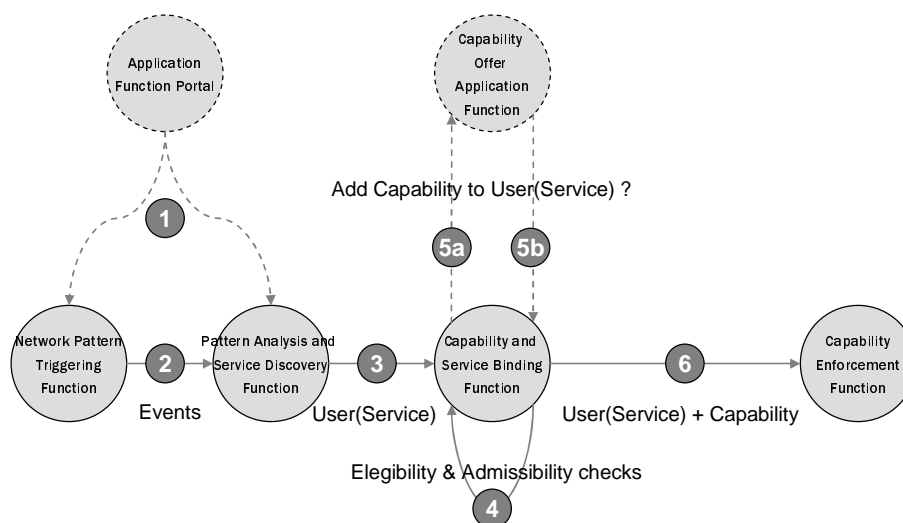 Application
Function Portal
Capability
Offer
Application
Function
Add Capability to User(Service) ?
1
5a
5b
Network Pattern
Triggering
Function
2
Events
Pattern Analysis and
Service Discovery
Function
3
User(Service)
Capability and
Service Binding
Function
6
User(Service) + Capability
Capability
Enforcement
Function
Elegibility & Admissibility checks
4